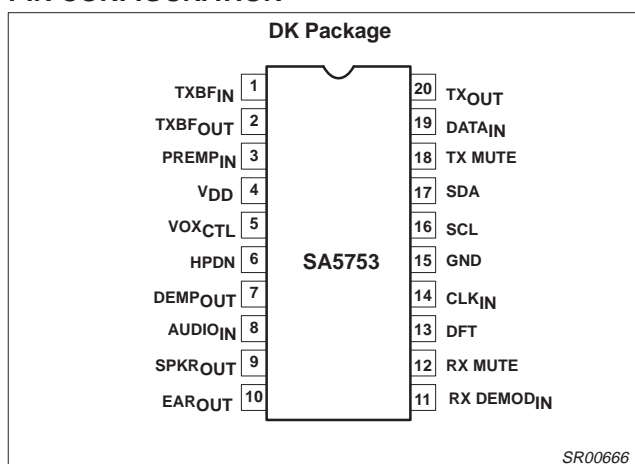 DK Package
TXBFIN 1
TXBFOUT 2
PREMPIN 3
VDD 4
VOXCTL 5
HPDN 6
DEMPOUT 7
AUDIOIN 8
SPKROUT 9
EAROUT 10
SA5753
20 TXOUT
19 DATAIN
18 TX MUTE
17 SDA
16 SCL
15 GND
14 CLKIN
13 DFT
12 RX MUTE
11 RX DEMODIN
SR00666